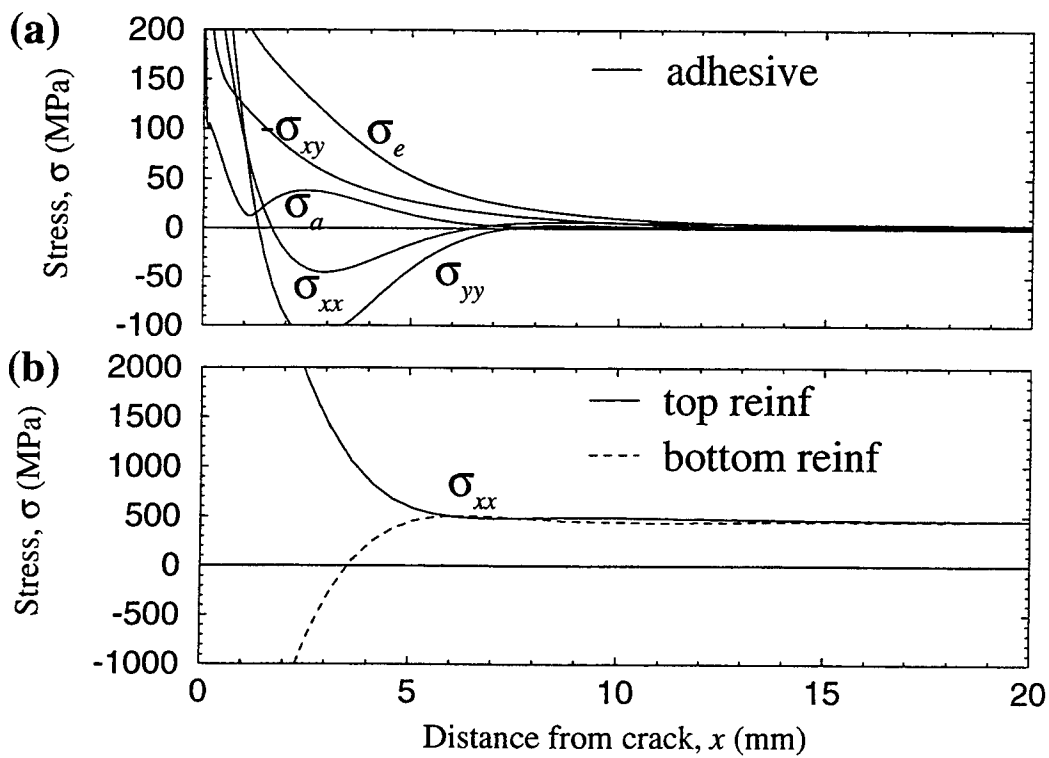 (a)
200
150
100
50
0
-50
-100
Stress, σ (MPa)
adhesive
-σxy
σe
σa
σxx
σyy
(b)
2000
1500
1000
500
0
-500
-1000
Stress, σ (MPa)
top reinf
bottom reinf
σxx
0 5 10 15 20
Distance from crack, x (mm)